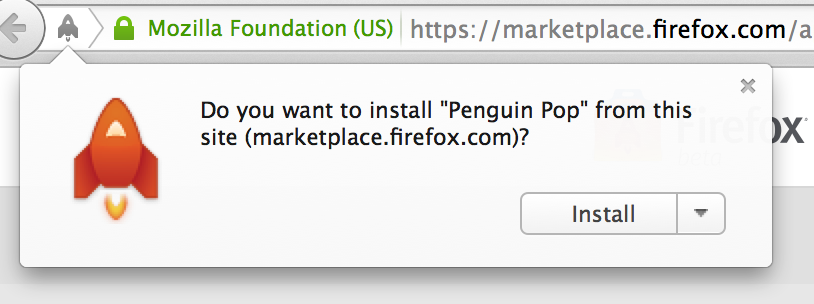 Mozilla Foundation (US) https://marketplace.firefox.com/a
Do you want to install "Penguin Pop" from this
site (marketplace.firefox.com)?
Firefox
Install